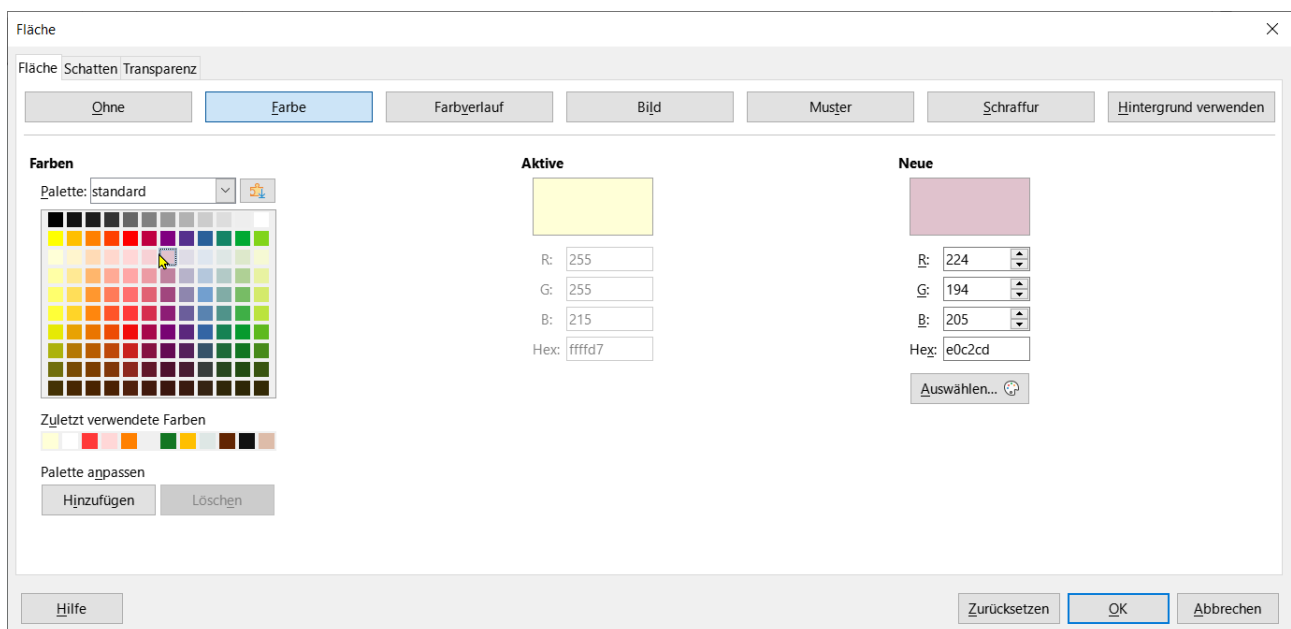 Fläche
Fläche Schatten Transparenz
Ohne Farbe Farbverlauf Bild Muster Schraffur Hintergrund verwenden
Farben Aktive Neue
Palette: standard
R: 255 R: 224
G: 255 G: 194
B: 215 B: 205
Hex: ffffd7 Hex: e0c2cd
Auswählen...
Zuletzt verwendete Farben
Palette anpassen
Hinzufügen Löschen
Hilfe Zurücksetzen OK Abbrechen